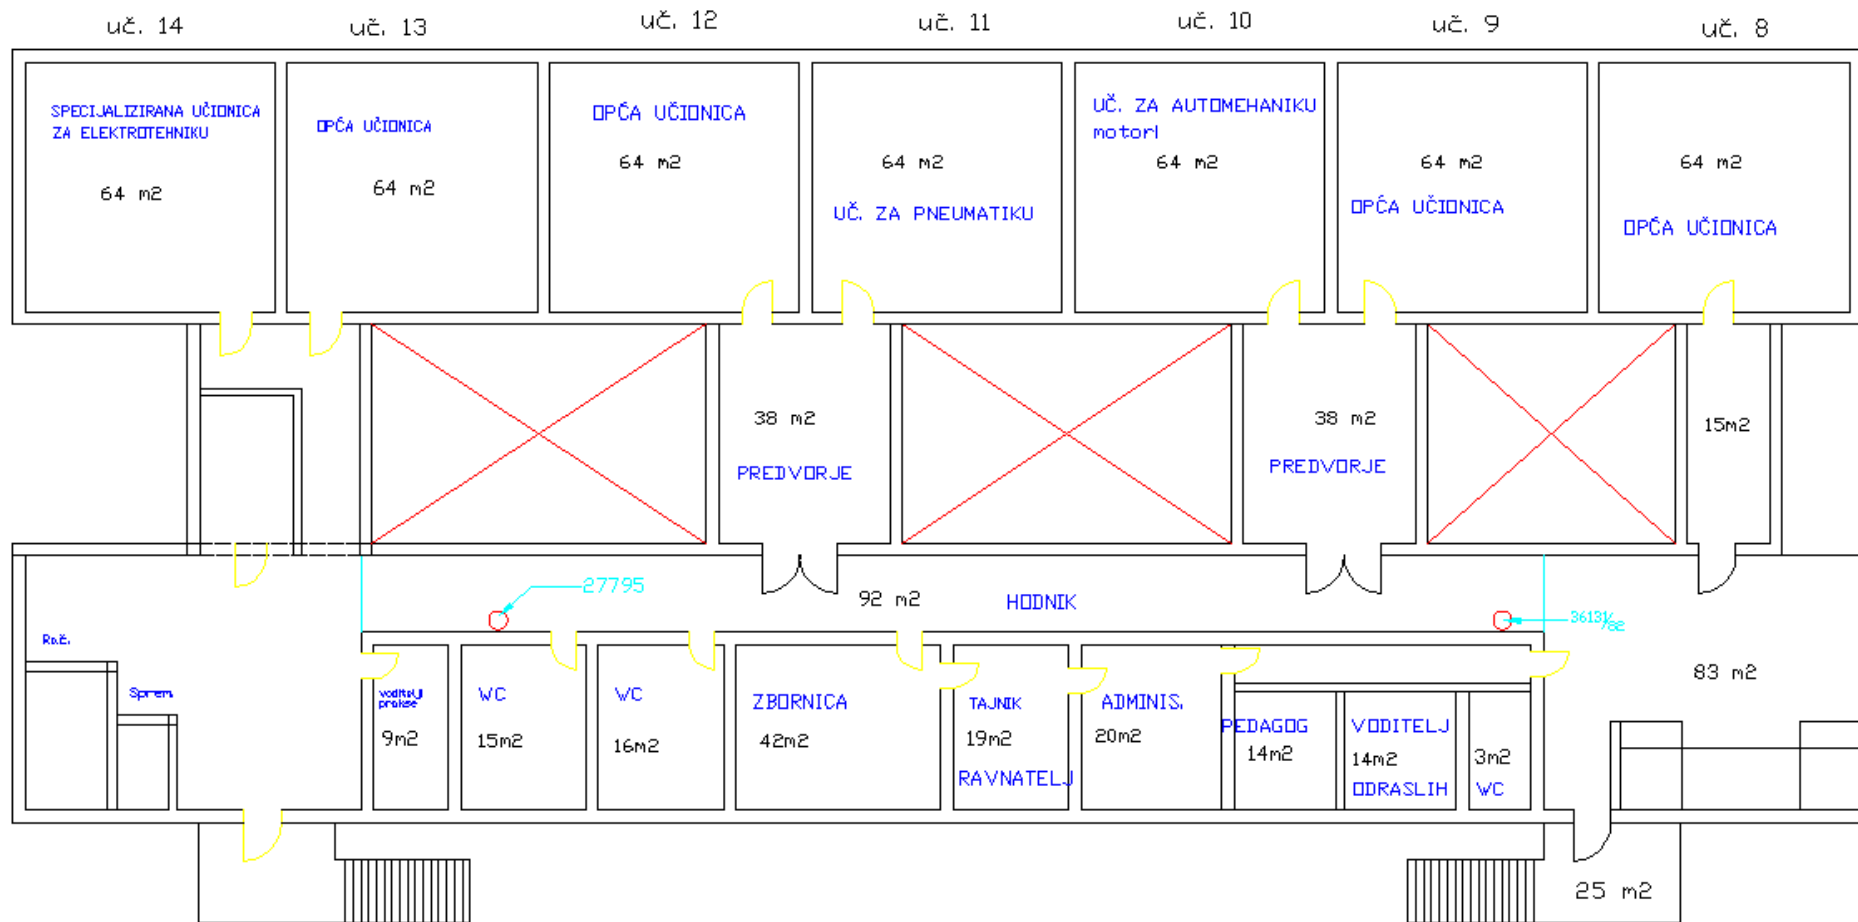 uč. 14
uč. 13
uč. 12
uč. 11
uč. 10
uč. 9
uč. 8
SPECIJALIZIRANA UČIONICA
ZA ELEKTROTEHNIKU
64 m2
OPĆA UČIONICA
64 m2
OPĆA UČIONICA
64 m2
64 m2
UČ. ZA PNEUMATIKU
UČ. ZA AUTOMEHANIKU
motori
64 m2
64 m2
OPĆA UČIONICA
64 m2
OPĆA UČIONICA
38 m2
PREDVORJE
38 m2
PREDVORJE
15m2
27795
92 m2
HODNIK
Rač.
Sprem.
voditelji
prakse
9m2
WC
15m2
WC
16m2
ZBORNICA
42m2
TAJNIK
19m2
RAVNATELJ
ADMINIS.
20m2
PEDAGOG
14m2
VODITELJ
14m2
ODRASLIH
3m2
WC
83 m2
25 m2